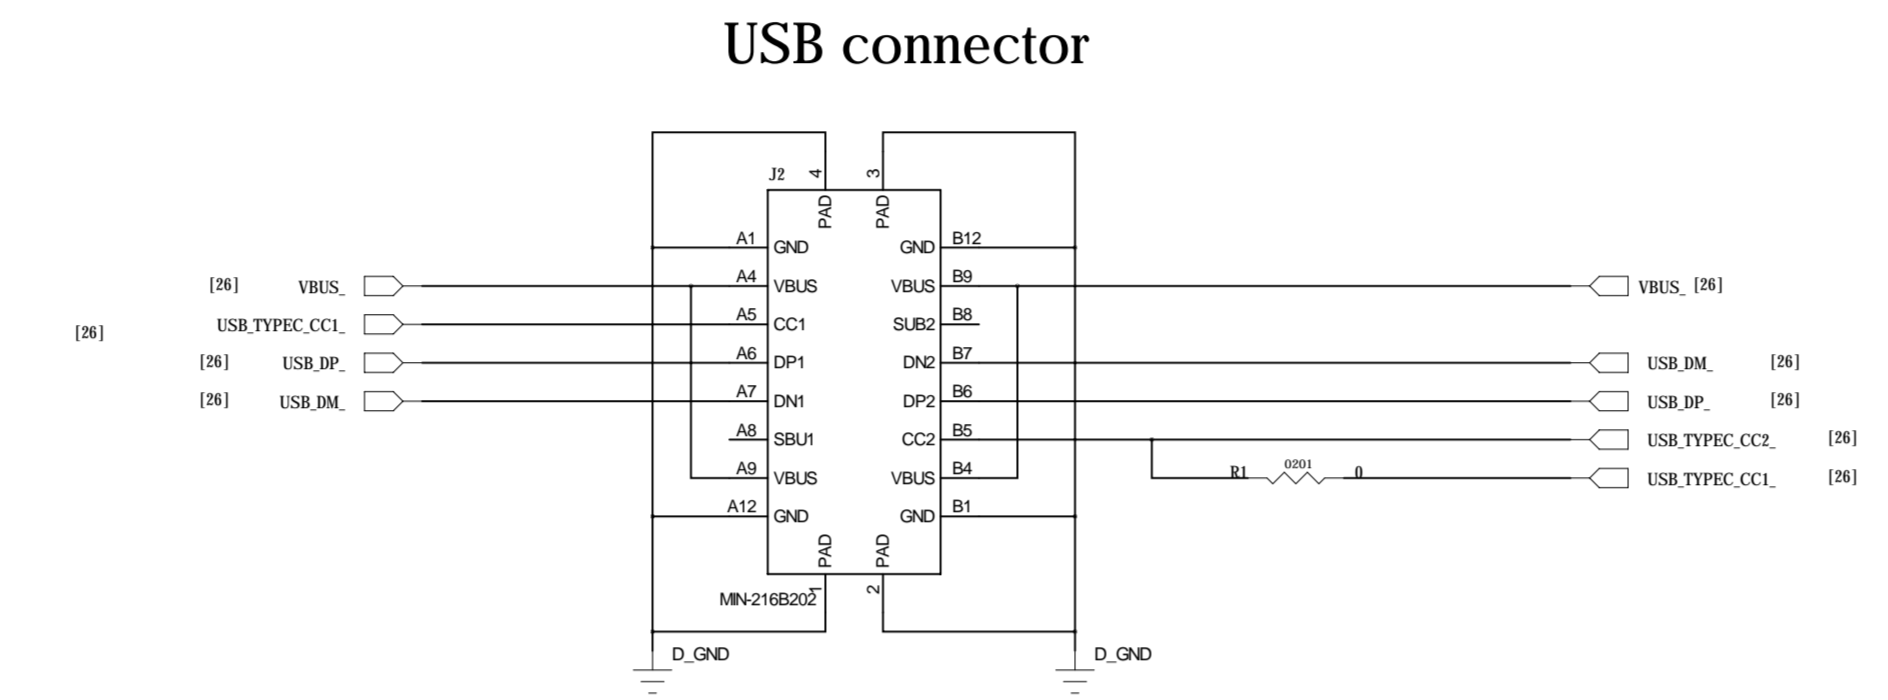 USB connector
J2
4
3
PAD
PAD
A1
GND
GND
B12
[26]
VBUS_
A4
VBUS
VBUS
B9
VBUS_
[26]
[26]
USB_TYPEC_CC1_
A5
CC1
SUB2
B8
[26]
USB_DP_
A6
DP1
DN2
B7
USB_DM_
[26]
[26]
USB_DM_
A7
DN1
DP2
B6
USB_DP_
[26]
A8
SBU1
CC2
B5
USB_TYPEC_CC2_
[26]
A9
VBUS
VBUS
B4
R1
0201
0
USB_TYPEC_CC1_
[26]
A12
GND
GND
B1
PAD
PAD
MIN-216B202
1
2
D_GND
D_GND